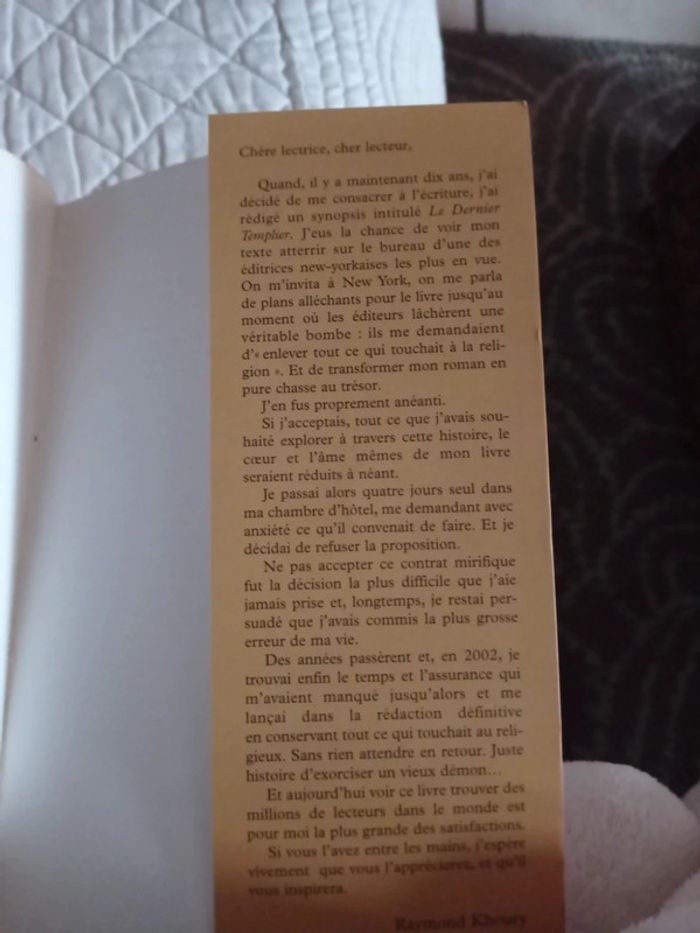 Chère lectrice, cher lecteur,
Quand, il y a maintenant dix ans, j'ai
décidé de me consacrer à l'écriture, j'ai
rédigé un synopsis intitulé Le Dernier
Templier. J'eus la chance de voir mon
texte atterrir sur le bureau d'une des
éditrices new-yorkaises les plus en vue.
On m'invita à New York, on me parla
de plans alléchants pour le livre jusqu'au
moment où les éditeurs lâchèrent une
véritable bombe : ils me demandaient
d'« enlever tout ce qui touchait à la reli-
gion ». Et de transformer mon roman en
pure chasse au trésor.
J'en fus proprement anéanti.
Si j'acceptais, tout ce que j'avais sou-
haité explorer à travers cette histoire, le
cœur et l'âme mêmes de mon livre
seraient réduits à néant.
Je passai alors quatre jours seul dans
ma chambre d'hôtel, me demandant avec
anxiété ce qu'il convenait de faire. Et je
décidai de refuser la proposition.
Ne pas accepter ce contrat mirifique
fut la décision la plus difficile que j'aie
jamais prise et, longtemps, je restai per-
suadé que j'avais commis la plus grosse
erreur de ma vie.
Des années passèrent et, en 2002, je
trouvai enfin le temps et l'assurance qui
m'avaient manqué jusqu'alors et me
lançai dans la rédaction définitive
en conservant tout ce qui touchait au reli-
gieux. Sans rien attendre en retour. Juste
histoire d'exorciser un vieux démon...
Et aujourd'hui voir ce livre trouver des
millions de lecteurs dans le monde est
pour moi la plus grande des satisfactions.
Si vous l'avez entre les mains, j'espère
vivement que vous l'apprécierez, et qu'il
vous inspirera.
Raymond Khoury